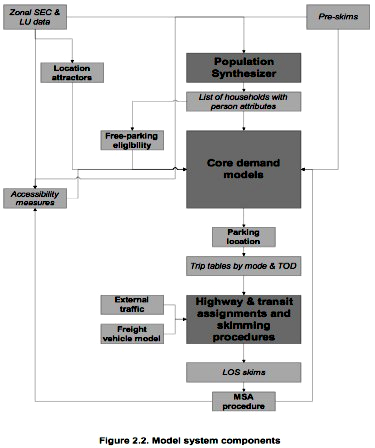 Zonal SEC &
LU data
Pre-skims
Location
attractors
Population
Synthesizer
List of households with
person attributes
Free-parking
eligibility
Core demand
models
Accessibility
measures
Parking
location
Trip tables by mode & TOD
External
traffic
Freight
vehicle model
Highway & transit
assignments and
skimming
procedures
LOS skims
MSA
procedure
Figure 2.2. Model system components